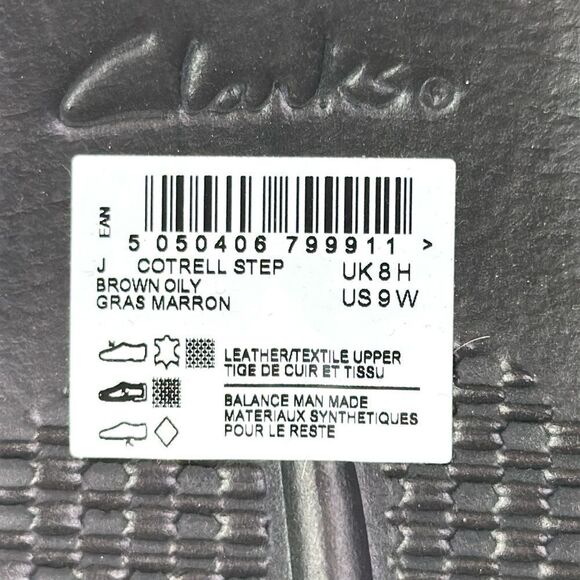 Clarks®
EAN
5 050406 799911 >
J COTRELL STEP UK 8 H
BROWN OILY US 9 W
GRAS MARRON
LEATHER/TEXTILE UPPER
TIGE DE CUIR ET TISSU
BALANCE MAN MADE
MATERIAUX SYNTHETIQUES
POUR LE RESTE